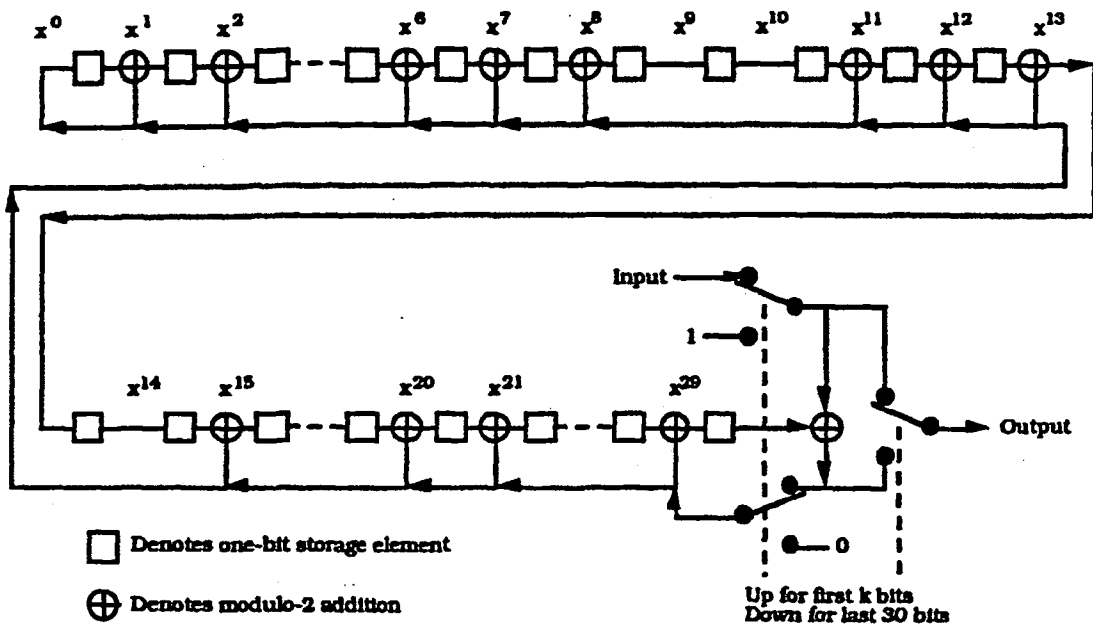 x⁰ x¹ x² x⁶ x⁷ x⁸ x⁹ x¹⁰ x¹¹ x¹² x¹³
Input
1
x¹⁴ x¹⁵ x²⁰ x²¹ x²⁹
Output
0
Denotes one-bit storage element
Denotes modulo-2 addition
Up for first k bits
Down for last 30 bits